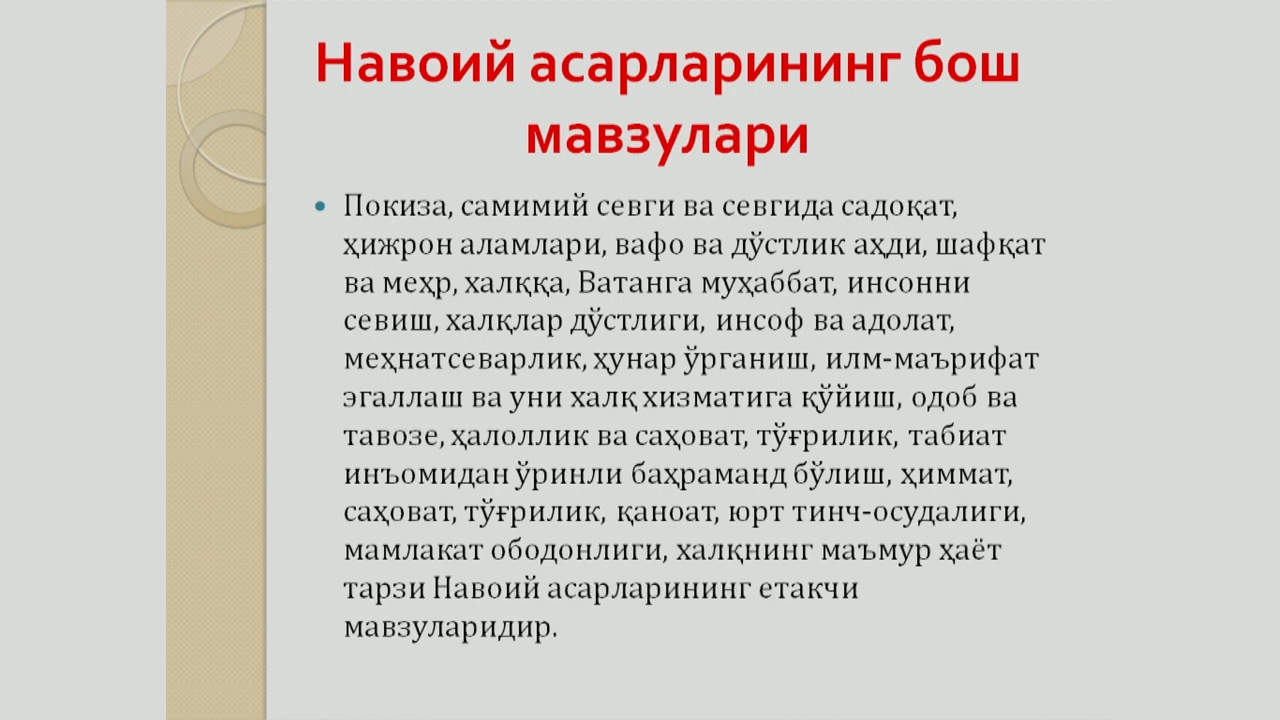 Навоий асарларининг бош
мавзулари
• Покиза, самимий севги ва севгида садоқат,
ҳижрон аламлари, вафо ва дўстлик аҳди, шафқат
ва меҳр, халққа, Ватанга муҳаббат, инсонни
севиш, халқлар дўстлиги, инсоф ва адолат,
меҳнатсеварлик, ҳунар ўрганиш, илм-маърифат
эгаллаш ва уни халқ хизматига қўйиш, одоб ва
тавозе, ҳалоллик ва саҳоват, тўғрилик, табиат
инъомидан ўринли баҳраманд бўлиш, ҳиммат,
саҳоват, тўғрилик, қаноат, юрт тинч-осудалиги,
мамлакат ободонлиги, халқнинг маъмур ҳаёт
тарзи Навоий асарларининг етакчи
мавзуларидир.